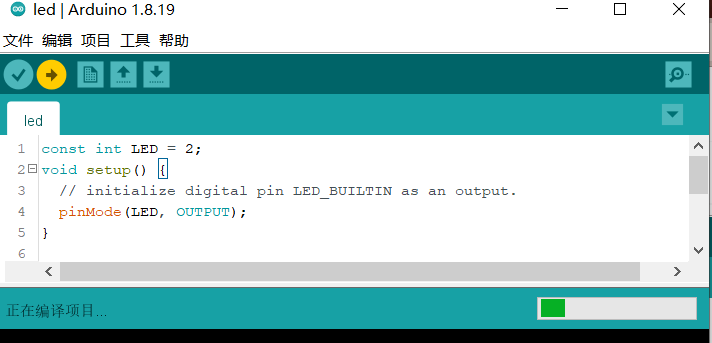 led | Arduino 1.8.19
文件 编辑 项目 工具 帮助
led
1 const int LED = 2;
2 void setup() {
3 // initialize digital pin LED_BUILTIN as an output.
4 pinMode(LED, OUTPUT);
5 }
6
正在编译项目...